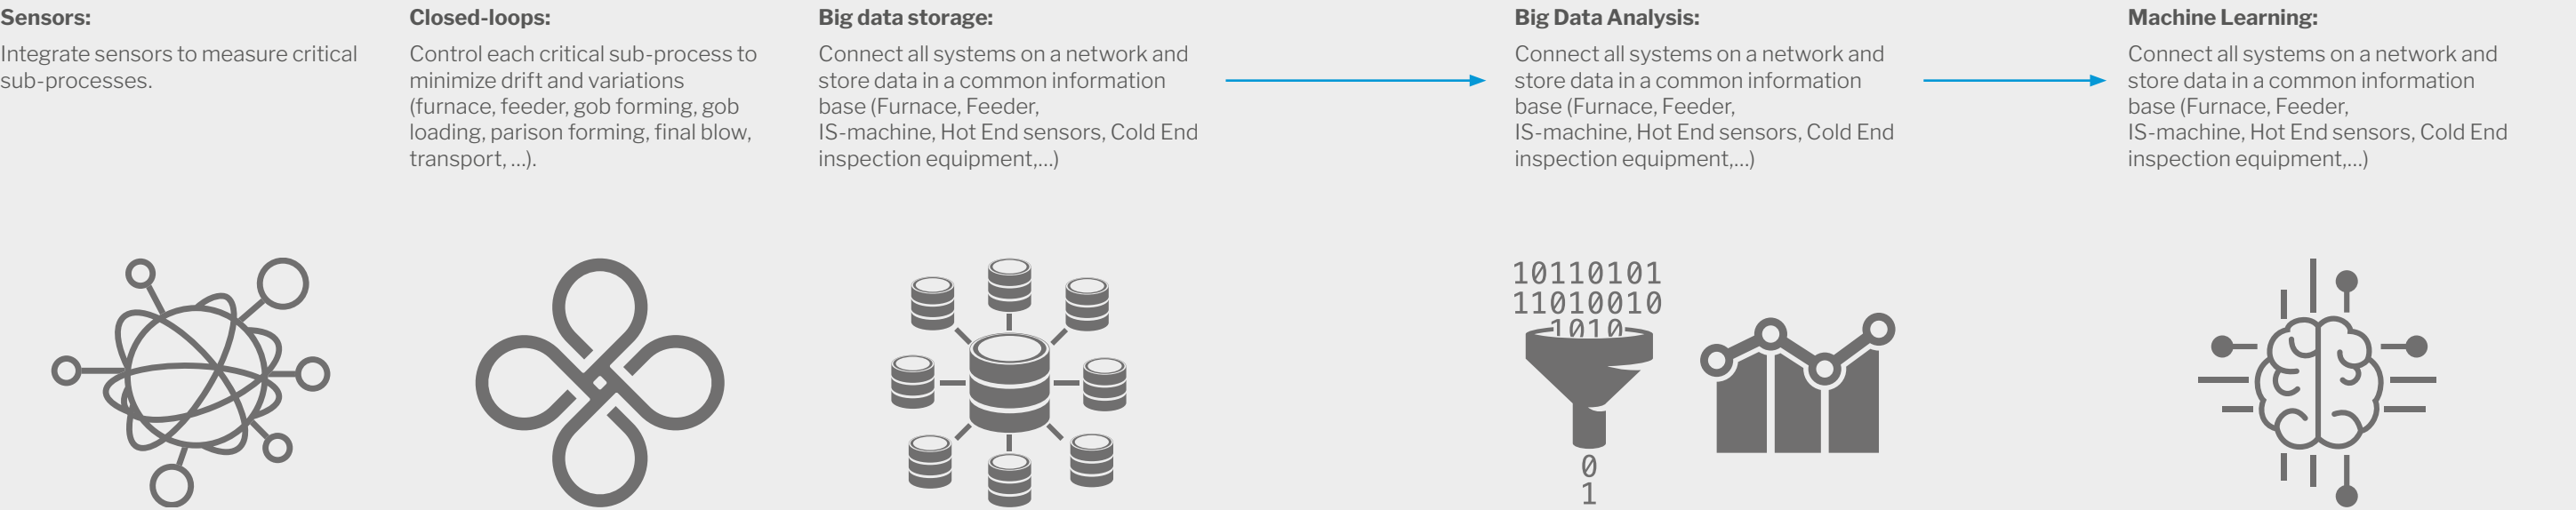 Sensors:
Integrate sensors to measure critical
sub-processes.
Closed-loops:
Control each critical sub-process to
minimize drift and variations
(furnace, feeder, gob forming, gob
loading, parison forming, final blow,
transport, ...).
Big data storage:
Connect all systems on a network and
store data in a common information
base (Furnace, Feeder,
IS-machine, Hot End sensors, Cold End
inspection equipment,...)
Big Data Analysis:
Connect all systems on a network and
store data in a common information
base (Furnace, Feeder,
IS-machine, Hot End sensors, Cold End
inspection equipment,...)
10110101
11010010
1010
0
1
Machine Learning:
Connect all systems on a network and
store data in a common information
base (Furnace, Feeder,
IS-machine, Hot End sensors, Cold End
inspection equipment,...)